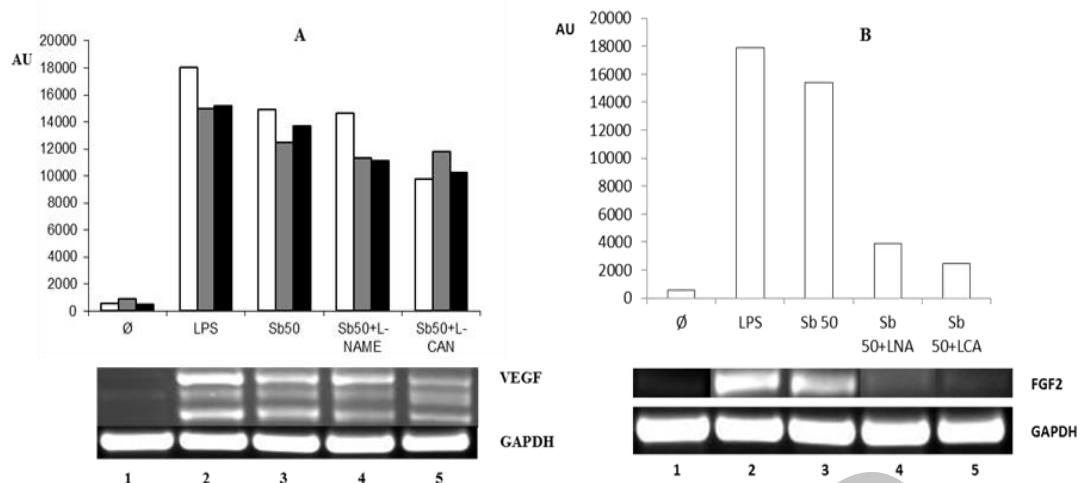 A
AU
20000
18000
16000
14000
12000
10000
8000
6000
4000
2000
0
Ø LPS Sb50 Sb50+L- Sb50+L-
NAME CAN
VEGF
GAPDH
1 2 3 4 5
B
AU
20000
18000
16000
14000
12000
10000
8000
6000
4000
2000
0
Ø LPS Sb 50 Sb Sb
50+LNA 50+LCA
FGF2
GAPDH
1 2 3 4 5